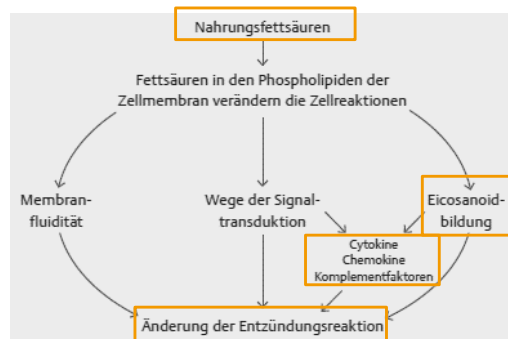 Nahrungsfettsäuren
Fettsäuren in den Phospholipiden der
Zellmembran verändern die Zellreaktionen
Membran-
fluidität
Wege der Signal-
transduktion
Eicosanoid-
bildung
Cytokine
Chemokine
Komplementfaktoren
Änderung der Entzündungsreaktion